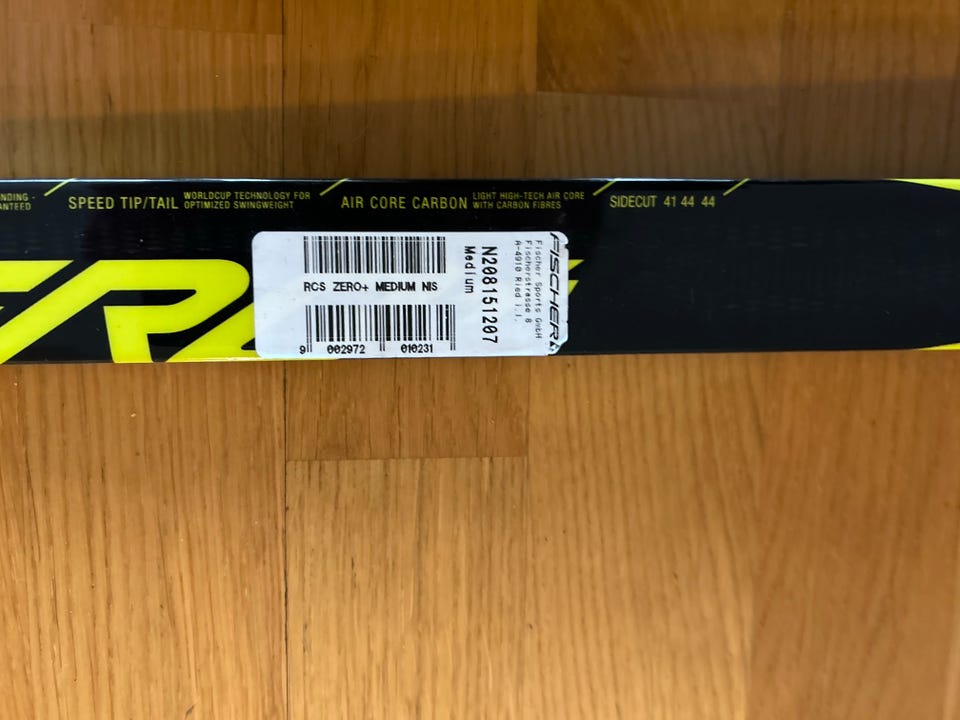 NDING -
ANTEED
SPEED TIP/TAIL
WORLDCUP TECHNOLOGY FOR
OPTIMIZED SWINGWEIGHT
AIR CORE CARBON
LIGHT HIGH-TECH AIR CORE
WITH CARBON FIBRES
SIDECUT 41 44 44
RCS ZERO+ MEDIUM NIS
9 002972 010231
N208151207
Medium
FISCHER
Fischer Sports GmbH
Fischerstrasse 8
A-4910 Ried i.I.